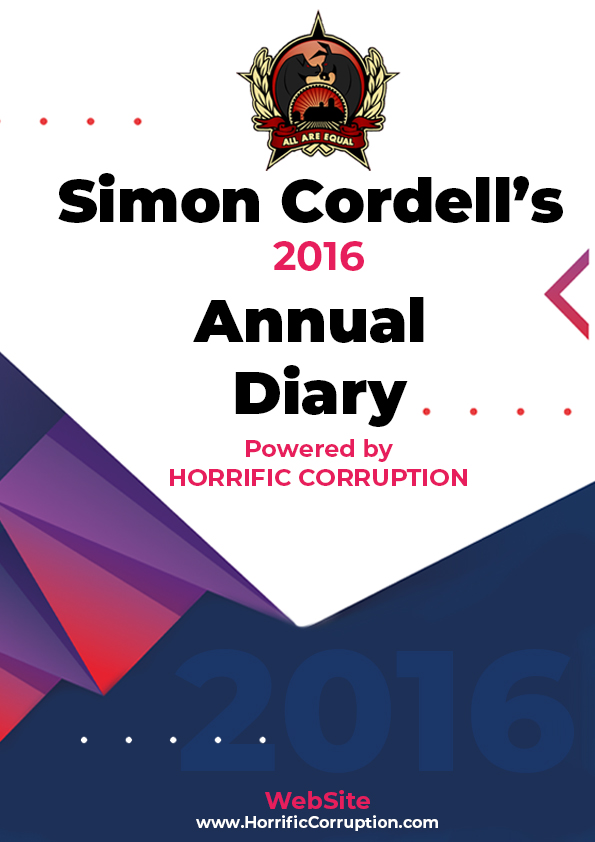 ALL ARE EQUAL
Simon Cordell’s
2016
Annual
Diary
Powered by
HORRIFIC CORRUPTION
2016
WebSite
www.HorrificCorruption.com